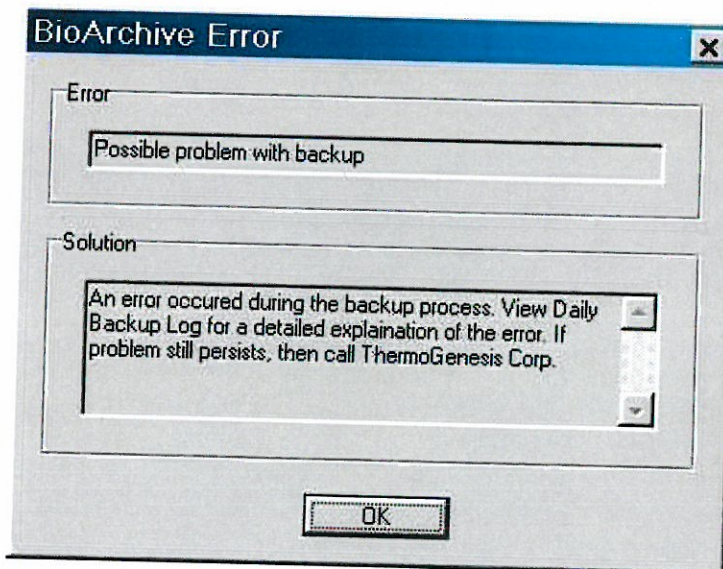 BioArchive Error
Error
Possible problem with backup
Solution
An error occured during the backup process. View Daily
Backup Log for a detailed explaination of the error. If
problem still persists, then call ThermoGenesis Corp.
OK